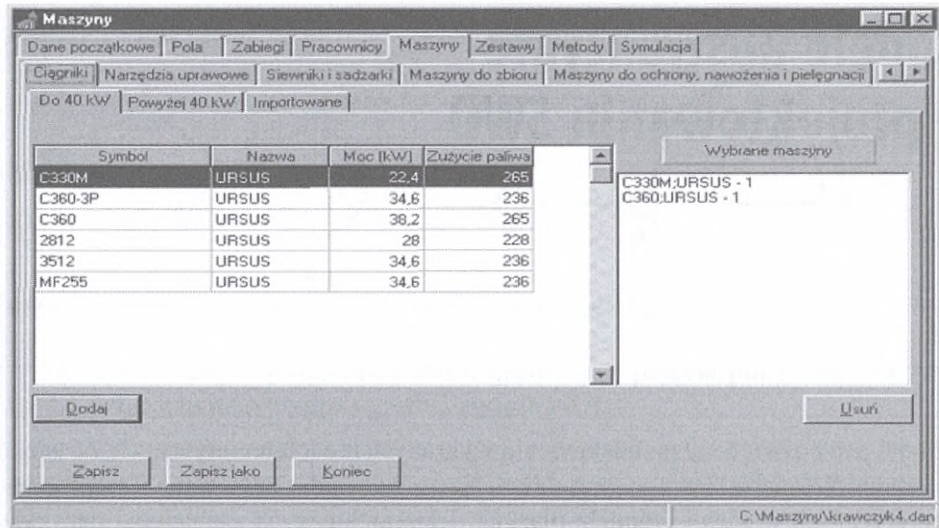 Maszyny
Dane początkowe Pola Zabiegi Pracownicy Maszyny Zestawy Metody Symulacja
Ciągniki Narzędzia uprawowe Siewniki i sadzarki Maszyny do zbioru Maszyny do ochrony, nawożenia i pielęgnacji
Do 40 kW Powyżej 40 kW Importowane
Symbol Nazwa Moc [kW] Zużycie paliwa
C330M URSUS 22,4 265
C360-3P URSUS 34,6 236
C360 URSUS 38,2 265
2812 URSUS 28 228
3512 URSUS 34,6 236
MF255 URSUS 34,6 236
Wybrane maszyny
C330M;URSUS - 1
C360;URSUS - 1
Dodaj
Usuń
Zapisz Zapisz jako Koniec
C:\Maszyny\krawczyk4.dan